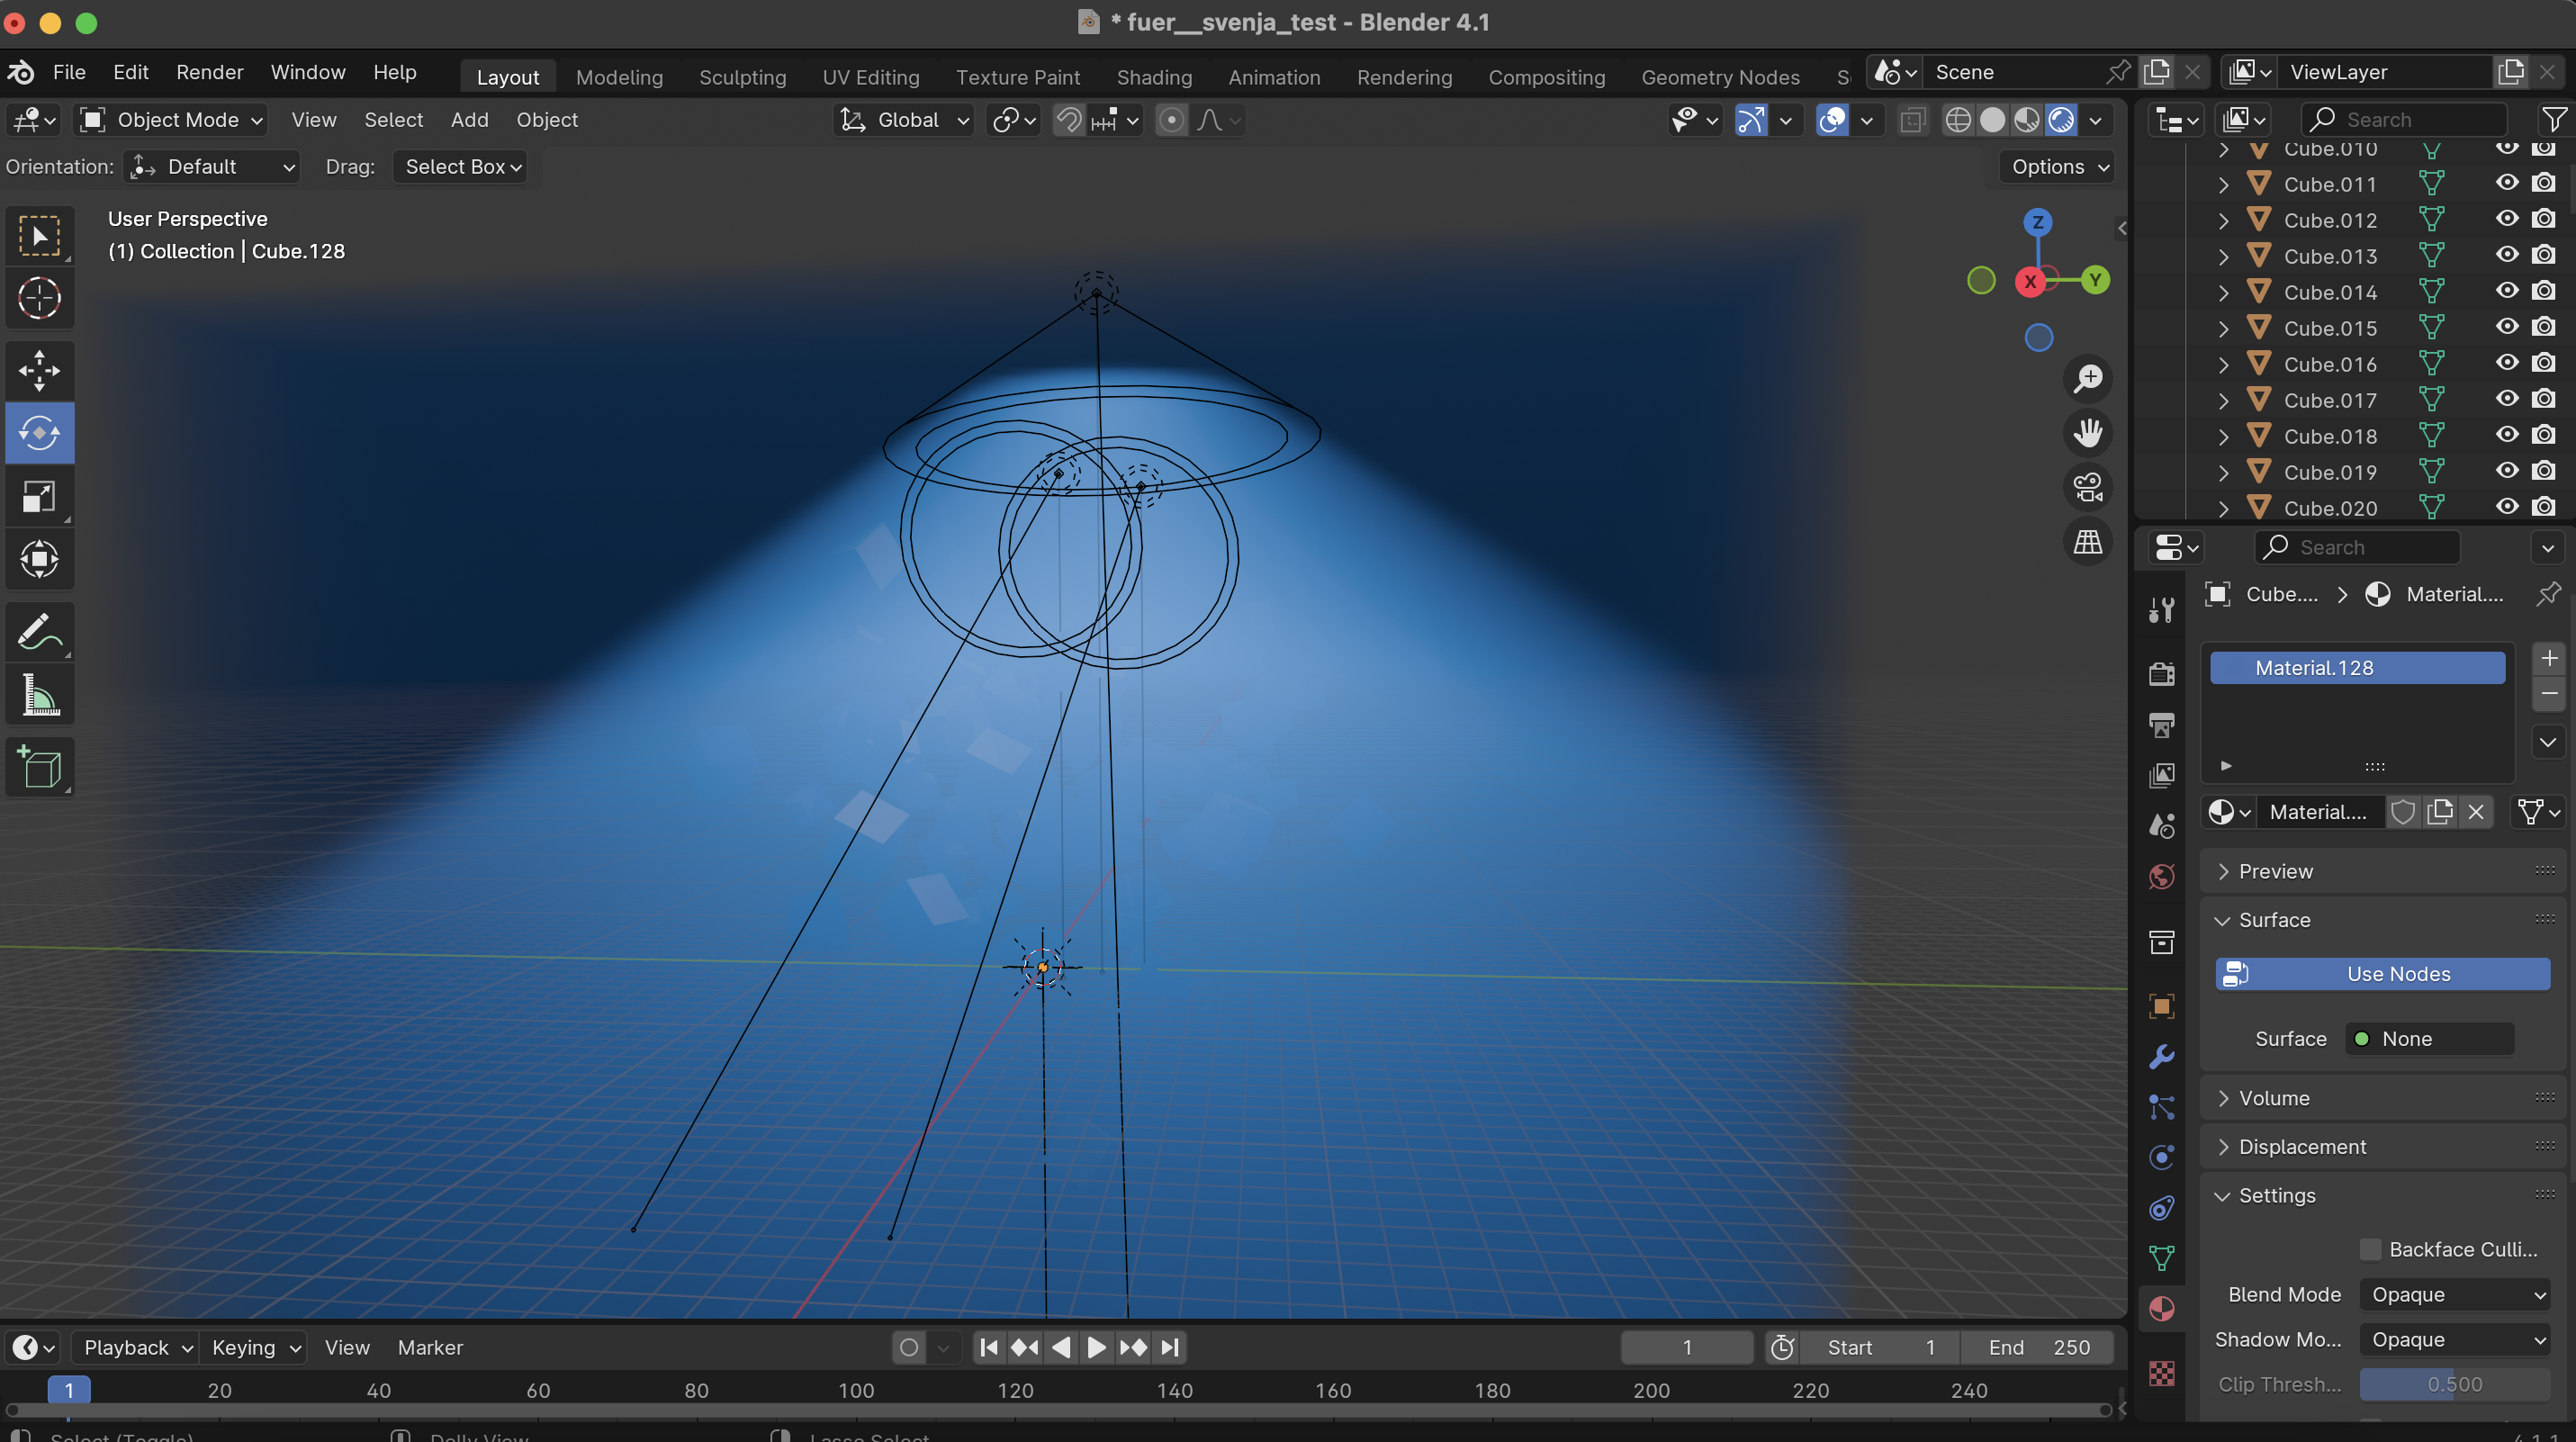 * fuer__svenja_test - Blender 4.1
File Edit Render Window Help
Layout Modeling Sculpting UV Editing Texture Paint Shading Animation Rendering Compositing Geometry Nodes
Scene
ViewLayer
Object Mode View Select Add Object
Global
Search
Orientation: Default Drag: Select Box
Options
User Perspective
(1) Collection | Cube.128
Z
X
Y
Cube.010
Cube.011
Cube.012
Cube.013
Cube.014
Cube.015
Cube.016
Cube.017
Cube.018
Cube.019
Cube.020
Search
Cube.... > Material....
Material.128
Material....
Preview
Surface
Use Nodes
Surface None
Volume
Displacement
Settings
Backface Culli...
Blend Mode Opaque
Shadow Mo... Opaque
Clip Thresh... 0.500
Playback Keying View Marker
1
Start 1 End 250
1 20 40 60 80 100 120 140 160 180 200 220 240
Select (Toggle) Dolly View Lasso Select
4.1.1